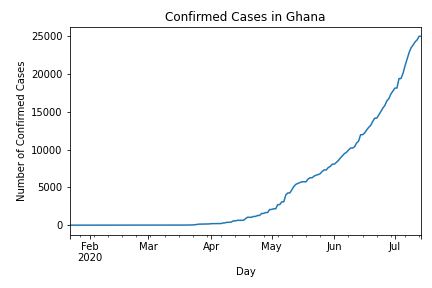 Confirmed Cases in Ghana
Number of Confirmed Cases
25000
20000
15000
10000
5000
0
Feb Mar Apr May Jun Jul
2020
Day